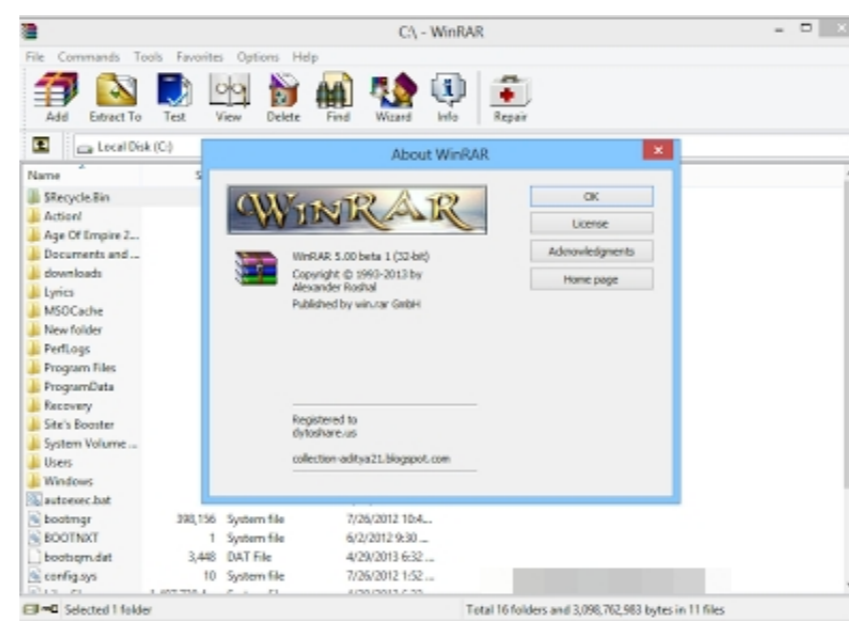 C:\ - WinRAR
File Commands Tools Favorites Options Help
Add Extract To Test View Delete Find Wizard Info Repair
Local Disk (C:)
About WinRAR
Name S
$Recycle.Bin
Action!
Age Of Empire 2...
Documents and ...
downloads
Lyrics
MSOCache
New folder
PerfLogs
Program Files
ProgramData
Recovery
Site's Booster
System Volume ...
Users
Windows
autoexec.bat
bootmgr 398,156 System file 7/26/2012 10:4...
BOOTNXT 1 System file 6/2/2012 9:30 ...
bootsqm.dat 3,448 DAT File 4/29/2013 6:32 ...
config.sys 10 System file 7/26/2012 1:52 ...
WINRAR
WinRAR 5.00 beta 1 (32-bit)
Copyright © 1993-2013 by
Alexander Roshal
Published by win.rar GmbH
Registered to
dytoshare.us
collection-aditya21.blogspot.com
OK
License
Acknowledgments
Home page
Selected 1 folder
Total 16 folders and 3,098,762,983 bytes in 11 files